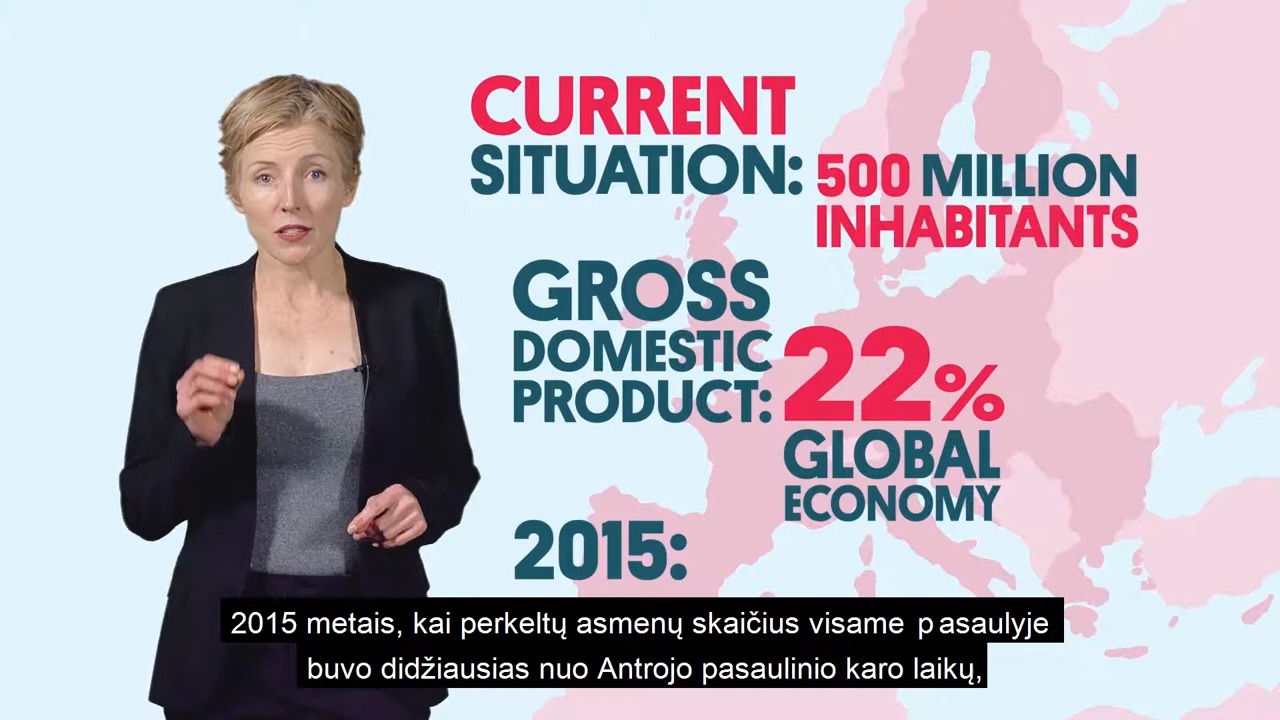 CURRENT
SITUATION:
500 MILLION
INHABITANTS
GROSS
DOMESTIC
PRODUCT:
22%
GLOBAL
ECONOMY
2015:
2015 metais, kai perkeltų asmenų skaičius visame pasaulyje
buvo didžiausias nuo Antrojo pasaulinio karo laikų,